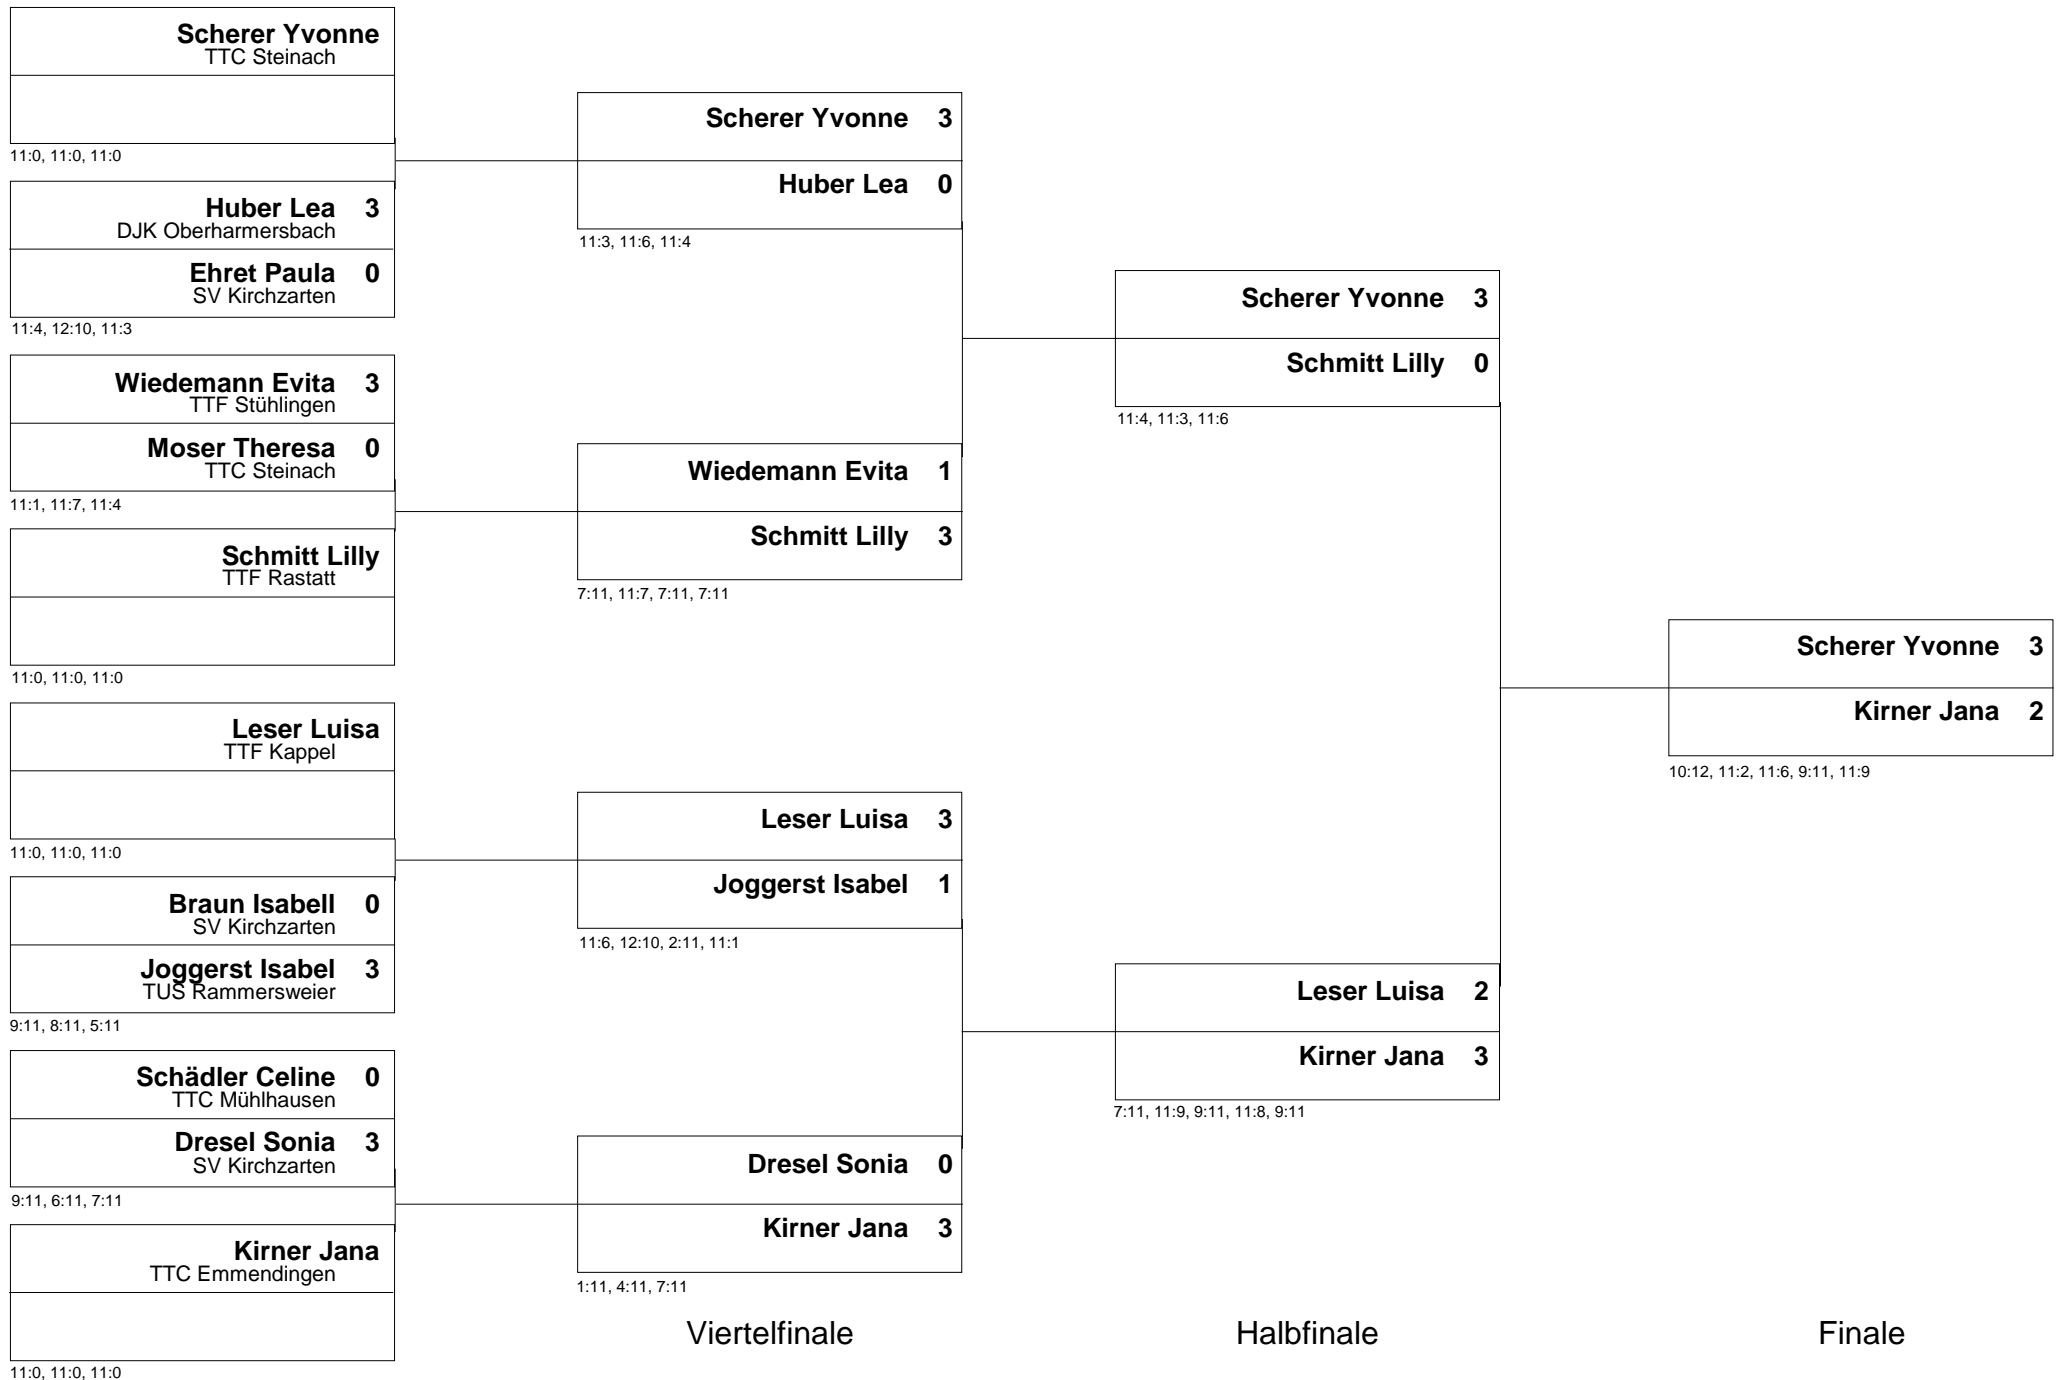 Scherer Yvonne
TTC Steinach
11:0, 11:0, 11:0
Huber Lea 3
DJK Oberharmersbach
Ehret Paula 0
SV Kirchzarten
11:4, 12:10, 11:3
Wiedemann Evita 3
TTF Stühlingen
Moser Theresa 0
TTC Steinach
11:1, 11:7, 11:4
Schmitt Lilly
TTF Rastatt
11:0, 11:0, 11:0
Leser Luisa
TTF Kappel
11:0, 11:0, 11:0
Braun Isabell 0
SV Kirchzarten
Joggerst Isabel 3
TUS Rammersweier
9:11, 8:11, 5:11
Schädler Celine 0
TTC Mühlhausen
Dresel Sonia 3
SV Kirchzarten
9:11, 6:11, 7:11
Kirner Jana
TTC Emmendingen
11:0, 11:0, 11:0
Scherer Yvonne 3
Huber Lea 0
11:3, 11:6, 11:4
Wiedemann Evita 1
Schmitt Lilly 3
7:11, 11:7, 7:11, 7:11
Leser Luisa 3
Joggerst Isabel 1
11:6, 12:10, 2:11, 11:1
Dresel Sonia 0
Kirner Jana 3
1:11, 4:11, 7:11
Viertelfinale
Scherer Yvonne 3
Schmitt Lilly 0
11:4, 11:3, 11:6
Leser Luisa 2
Kirner Jana 3
7:11, 11:9, 9:11, 11:8, 9:11
Halbfinale
Scherer Yvonne 3
Kirner Jana 2
10:12, 11:2, 11:6, 9:11, 11:9
Finale